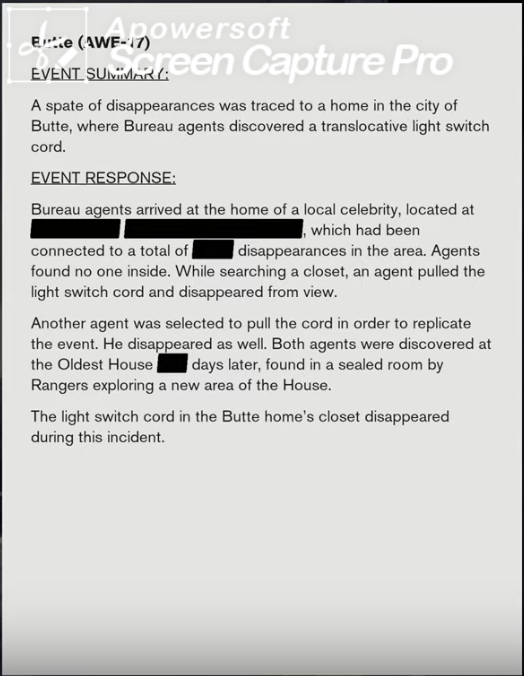 Apowersoft
Screen Capture Pro
Butte (AWE-17)
EVENT SUMMARY:
A spate of disappearances was traced to a home in the city of
Butte, where Bureau agents discovered a translocative light switch
cord.
EVENT RESPONSE:
Bureau agents arrived at the home of a local celebrity, located at
, which had been
connected to a total of disappearances in the area. Agents
found no one inside. While searching a closet, an agent pulled the
light switch cord and disappeared from view.
Another agent was selected to pull the cord in order to replicate
the event. He disappeared as well. Both agents were discovered at
the Oldest House days later, found in a sealed room by
Rangers exploring a new area of the House.
The light switch cord in the Butte home's closet disappeared
during this incident.